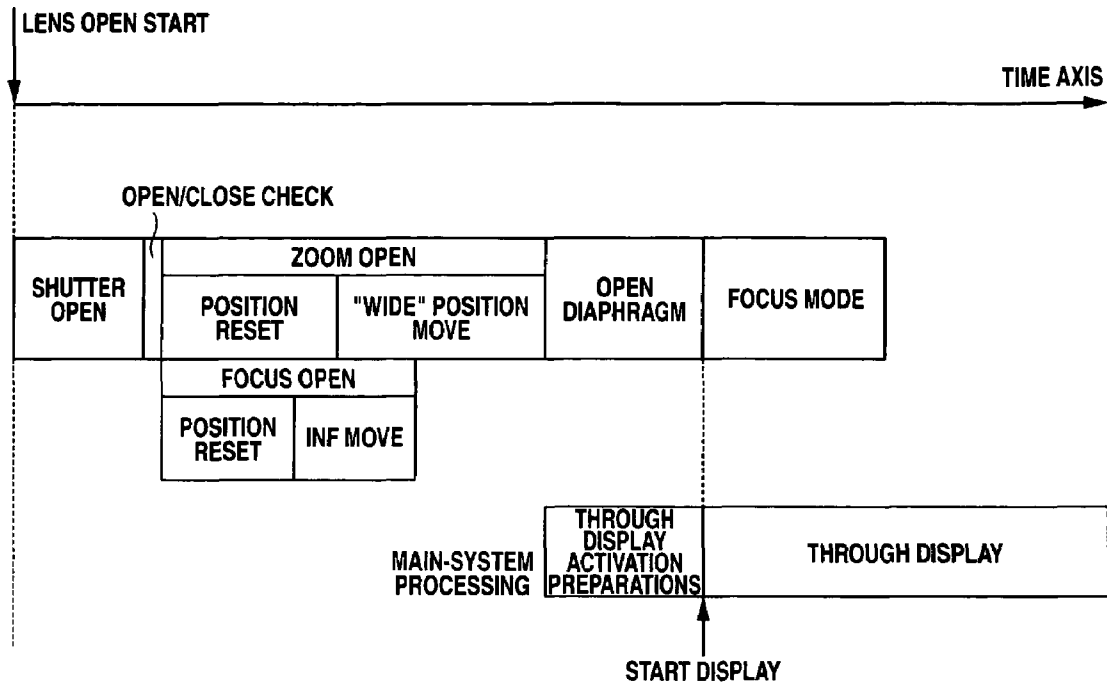 LENS OPEN START
TIME AXIS
OPEN/CLOSE CHECK
SHUTTER
OPEN
ZOOM OPEN
POSITION
RESET
"WIDE" POSITION
MOVE
OPEN
DIAPHRAGM
FOCUS MODE
FOCUS OPEN
POSITION
RESET
INF MOVE
MAIN-SYSTEM
PROCESSING
THROUGH
DISPLAY
ACTIVATION
PREPARATIONS
THROUGH DISPLAY
START DISPLAY